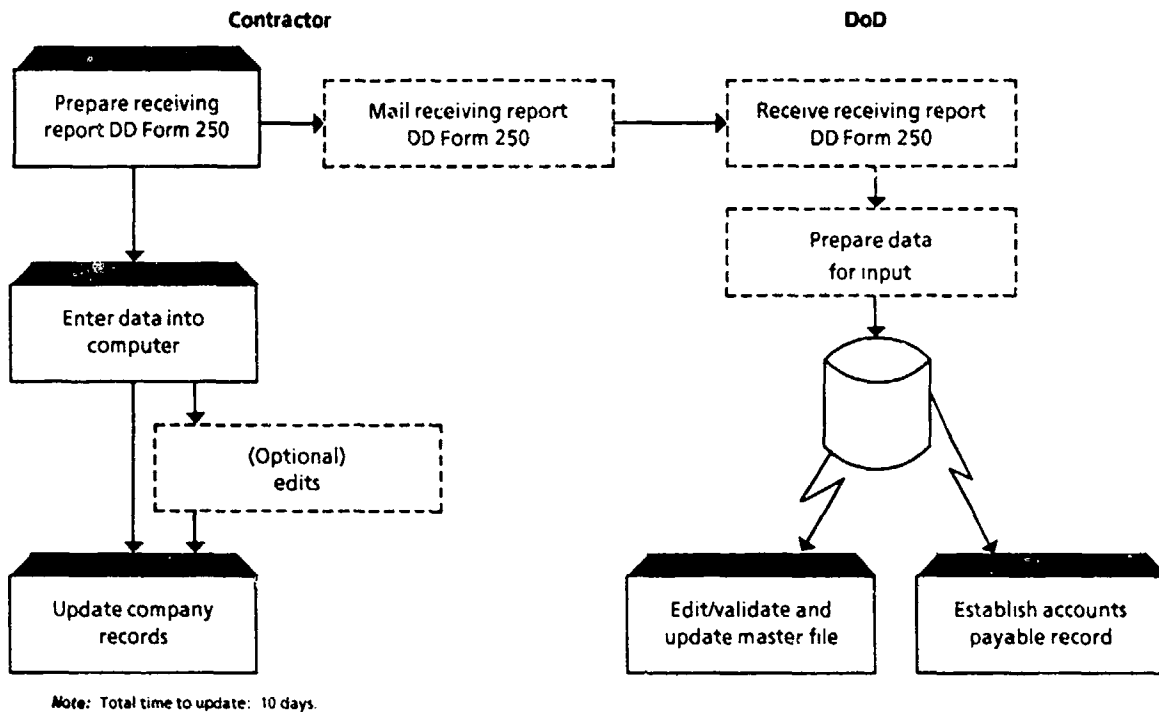 Contractor
DoD
Prepare receiving
report DD Form 250
Mail receiving report
DD Form 250
Receive receiving report
DD Form 250
Prepare data
for input
Enter data into
computer
(Optional)
edits
Update company
records
Edit/validate and
update master file
Establish accounts
payable record
Note: Total time to update: 10 days.